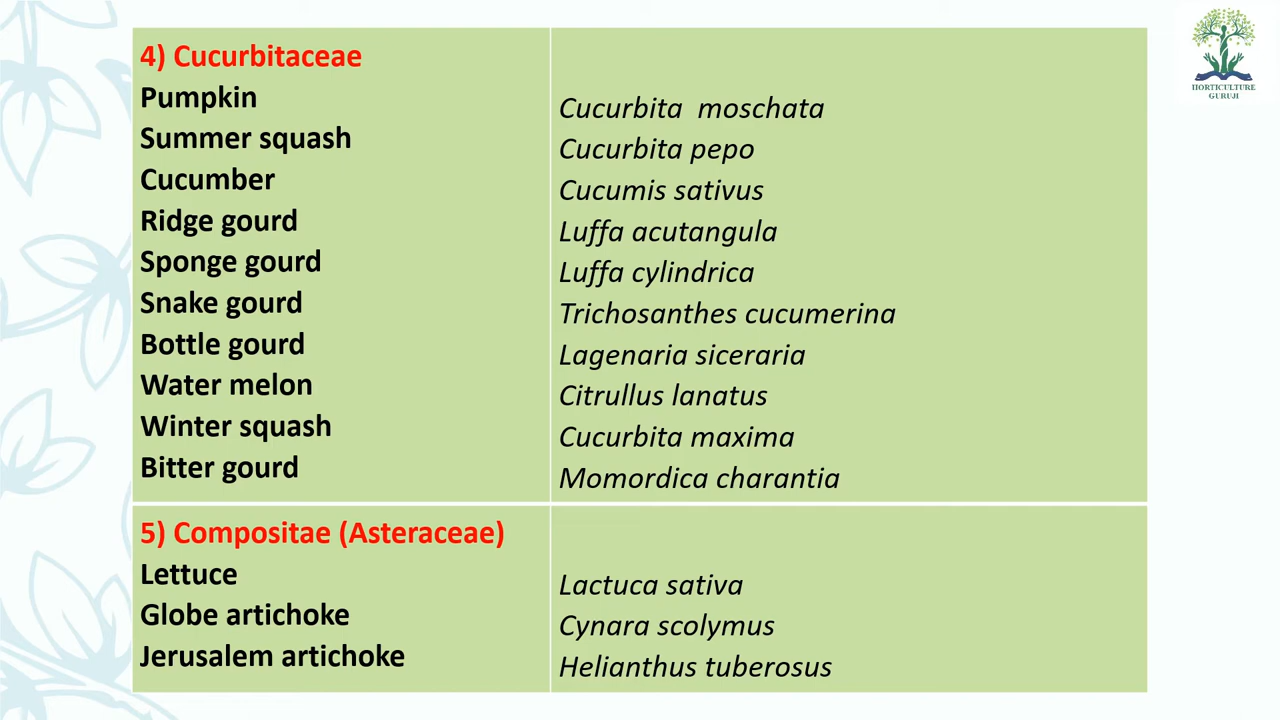 4) Cucurbitaceae
Pumpkin
Cucurbita moschata
Summer squash
Cucurbita pepo
Cucumber
Cucumis sativus
Ridge gourd
Luffa acutangula
Sponge gourd
Luffa cylindrica
Snake gourd
Trichosanthes cucumerina
Bottle gourd
Lagenaria siceraria
Water melon
Citrullus lanatus
Winter squash
Cucurbita maxima
Bitter gourd
Momordica charantia
5) Compositae (Asteraceae)
Lettuce
Lactuca sativa
Globe artichoke
Cynara scolymus
Jerusalem artichoke
Helianthus tuberosus
HORTICULTURE
GURUJI